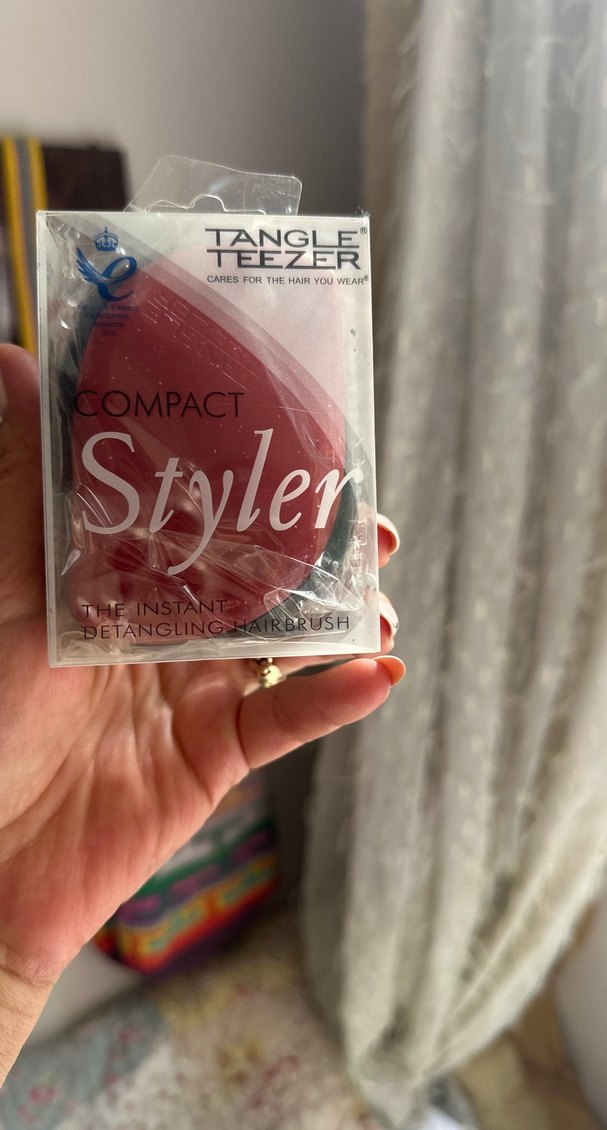 TANGLE
TEEZER®
CARES FOR THE HAIR YOU WEAR®
COMPACT
Styler
THE INSTANT
DETANGLING HAIRBRUSH